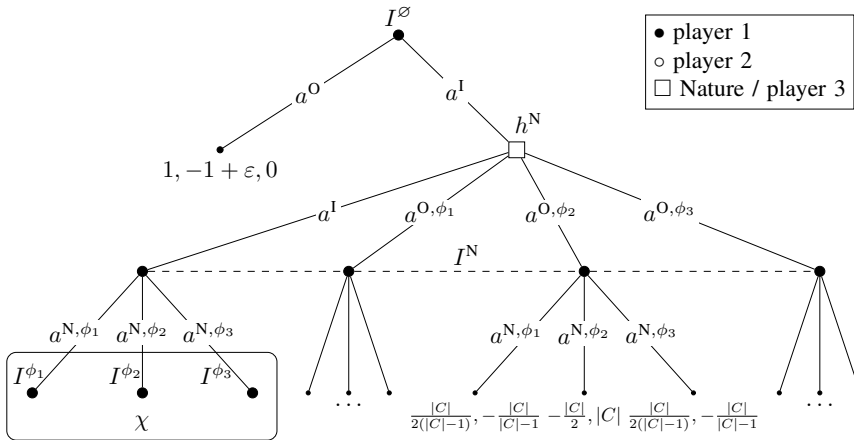 I^∅
● player 1
○ player 2
□ Nature / player 3
a^O
a^I
h^N
1, −1 + ε, 0
a^I
a^{O,ϕ_1}
a^{O,ϕ_2}
a^{O,ϕ_3}
I^N
a^{N,ϕ_1} a^{N,ϕ_2} a^{N,ϕ_3}
a^{N,ϕ_1} a^{N,ϕ_2} a^{N,ϕ_3}
I^{ϕ_1} I^{ϕ_2} I^{ϕ_3}
χ
...
|C|/2(|C|−1), −|C|/|C|−1
−|C|/2, |C|
|C|/2(|C|−1), −|C|/|C|−1
...